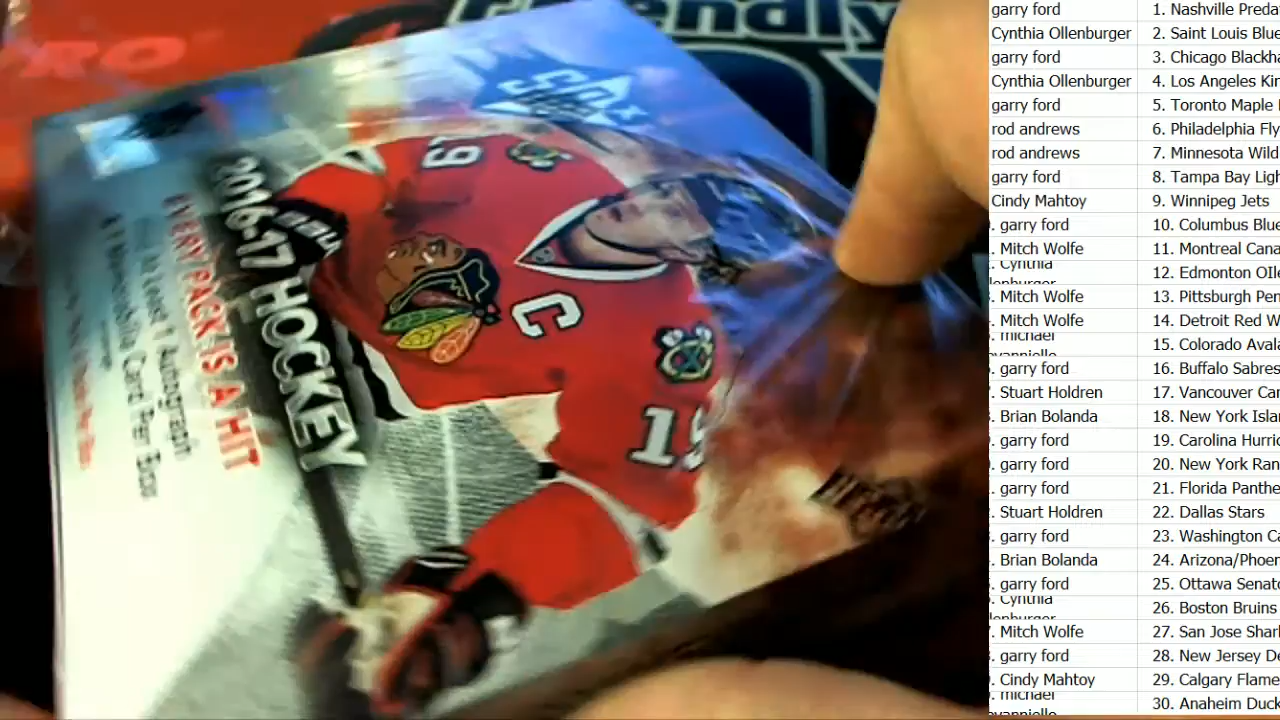 RO
Friendly
2016-17 HOCKEY
EVERY PACK IS A HIT
At Least 1 Autograph
Card Per Box
19
C
19
garry ford 1. Nashville Preda
Cynthia Ollenburger 2. Saint Louis Blue
garry ford 3. Chicago Blackha
Cynthia Ollenburger 4. Los Angeles Kin
garry ford 5. Toronto Maple
rod andrews 6. Philadelphia Fly
rod andrews 7. Minnesota Wild
garry ford 8. Tampa Bay Ligh
Cindy Mahtoy 9. Winnipeg Jets
. garry ford 10. Columbus Blue
. Mitch Wolfe 11. Montreal Cana
. Cynthia 12. Edmonton OIle
. Mitch Wolfe 13. Pittsburgh Pen
. Mitch Wolfe 14. Detroit Red W
. michael 15. Colorado Avala
. garry ford 16. Buffalo Sabres
. Stuart Holdren 17. Vancouver Can
. Brian Bolanda 18. New York Islan
. garry ford 19. Carolina Hurric
. garry ford 20. New York Ran
. garry ford 21. Florida Panthe
. Stuart Holdren 22. Dallas Stars
. garry ford 23. Washington Ca
. Brian Bolanda 24. Arizona/Phoen
. garry ford 25. Ottawa Senato
. Cynthia 26. Boston Bruins
. Mitch Wolfe 27. San Jose Shark
. garry ford 28. New Jersey De
. Cindy Mahtoy 29. Calgary Flame
. michael 30. Anaheim Duck